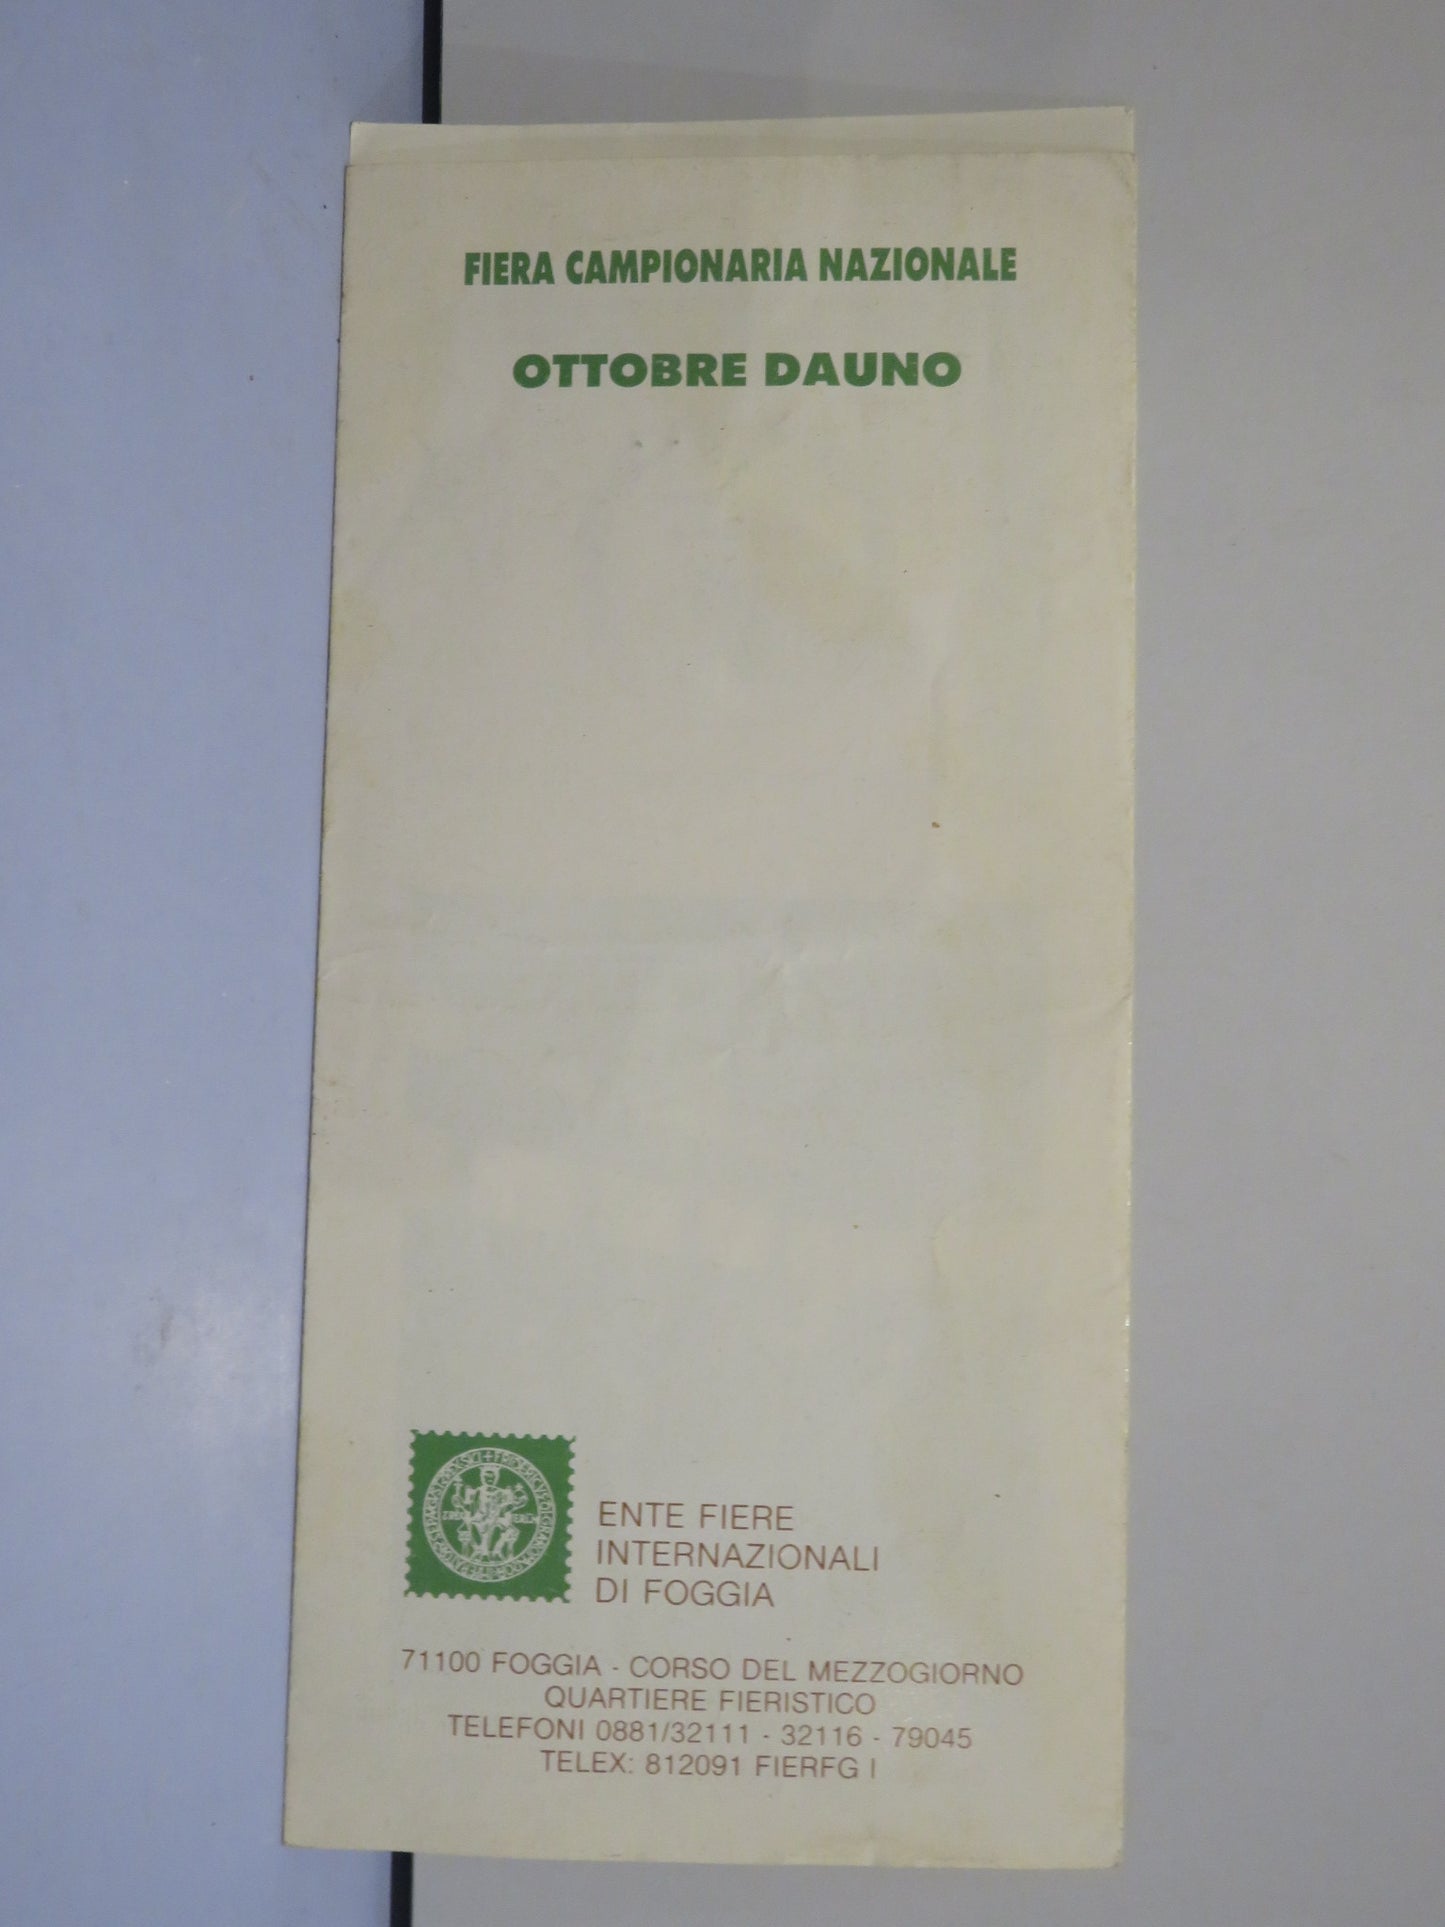 FIERA CAMPIONARIA NAZIONALE
OTTOBRE DAUNO
ENTE FIERE
INTERNAZIONALI
DI FOGGIA
71100 FOGGIA - CORSO DEL MEZZOGIORNO
QUARTIERE FIERISTICO
TELEFONI 0881/32111 - 32116 - 79045
TELEX: 812091 FIERFG I